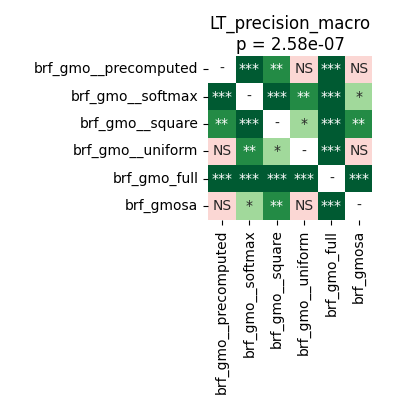 LT_precision_macro
p = 2.58e-07
brf_gmo__precomputed - *** ** NS *** NS
brf_gmo__softmax *** - *** ** *** *
brf_gmo__square ** *** - * *** **
brf_gmo__uniform NS ** * - *** NS
brf_gmo_full *** *** *** *** - ***
brf_gmosa NS * ** NS *** -
brf_gmo__precomputed
brf_gmo__softmax
brf_gmo__square
brf_gmo__uniform
brf_gmo_full
brf_gmosa